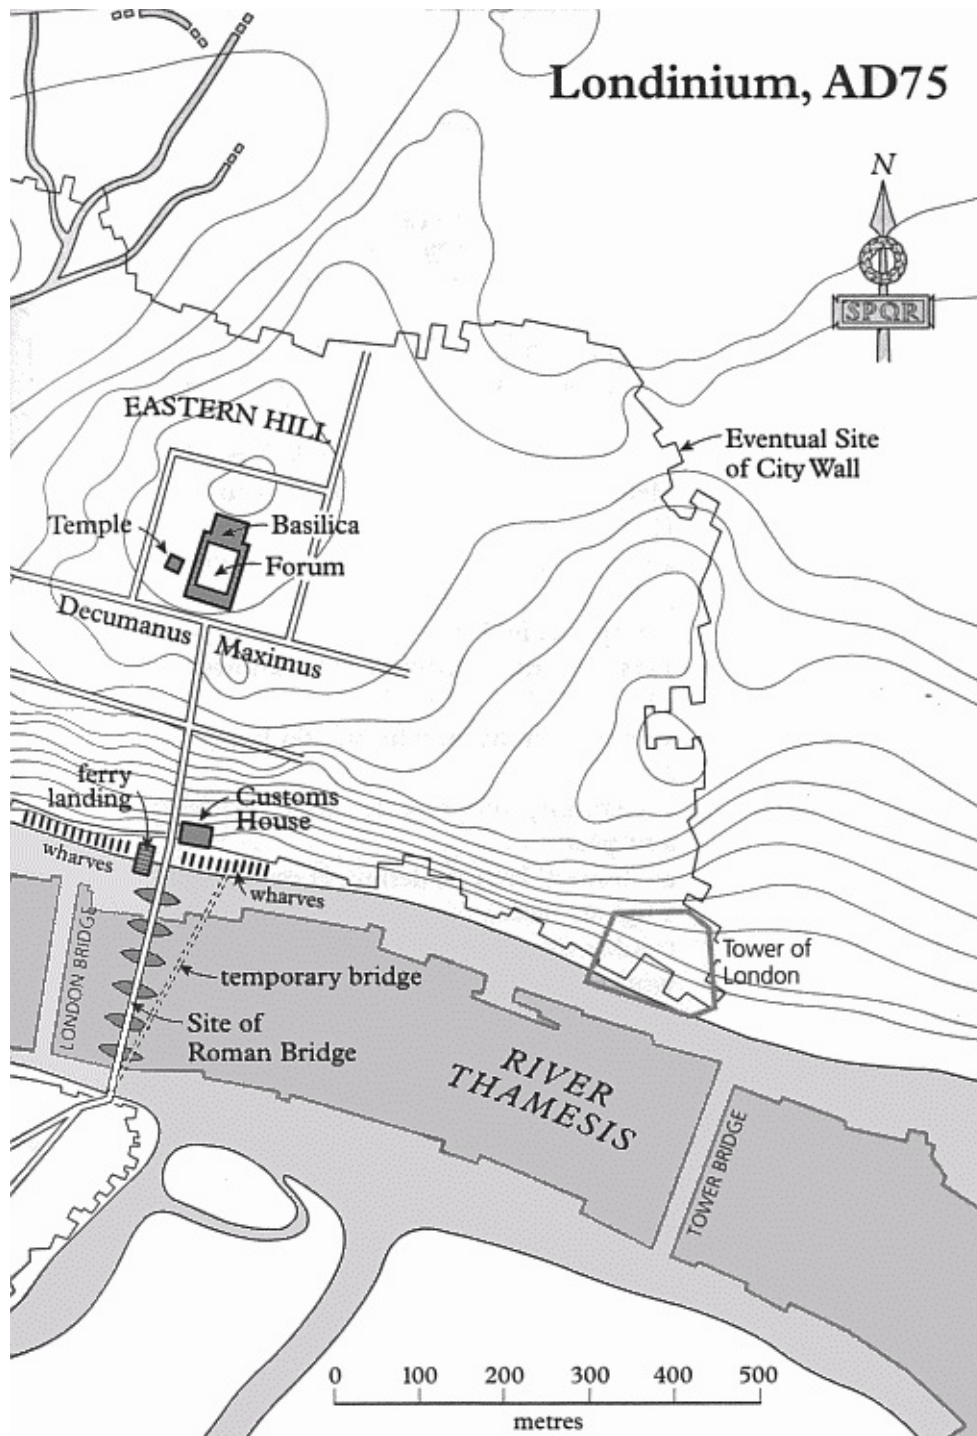 Londinium, AD75
N
SPQR
EASTERN HILL
Eventual Site
of City Wall
Temple
Basilica
Forum
Decumanus
Maximus
ferry
landing
Customs
House
wharves
wharves
LONDON BRIDGE
temporary bridge
Tower of
London
Site of
Roman Bridge
RIVER
THAMESIS
TOWER BRIDGE
0 100 200 300 400 500
metres